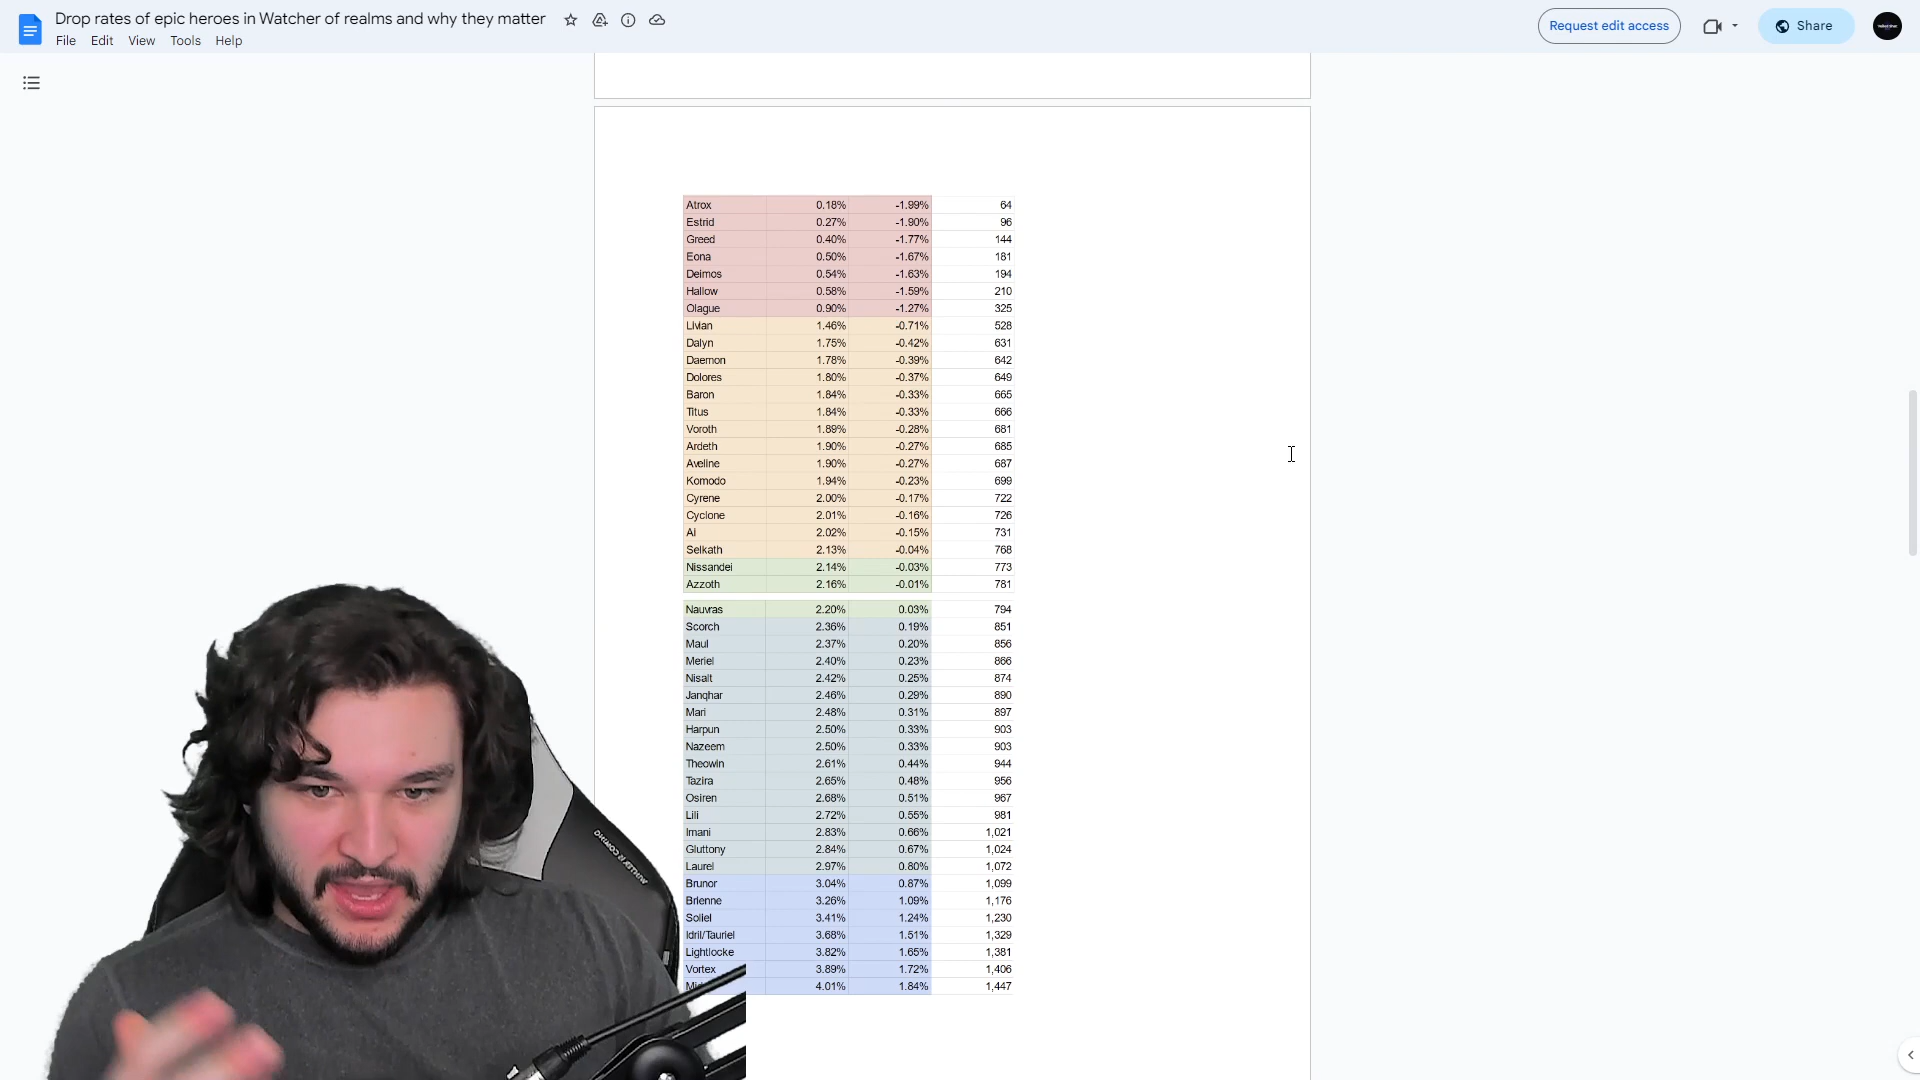 Drop rates of epic heroes in Watcher of realms and why they matter
File Edit View Tools Help
Request edit access
Share
Atrox 0.18% -1.99% 64
Estrid 0.27% -1.90% 96
Greed 0.40% -1.77% 144
Eona 0.50% -1.67% 181
Deimos 0.54% -1.63% 194
Hallow 0.58% -1.59% 210
Olague 0.90% -1.27% 325
Livian 1.46% -0.71% 528
Dalyn 1.75% -0.42% 631
Daemon 1.78% -0.39% 642
Dolores 1.80% -0.37% 649
Baron 1.84% -0.33% 665
Titus 1.84% -0.33% 666
Voroth 1.89% -0.28% 681
Ardeth 1.90% -0.27% 685
Aveline 1.90% -0.27% 687
Komodo 1.94% -0.23% 699
Cyrene 2.00% -0.17% 722
Cyclone 2.01% -0.16% 726
Ai 2.02% -0.15% 731
Selkath 2.13% -0.04% 768
Nissandei 2.14% -0.03% 773
Azzoth 2.16% -0.01% 781
Nauvras 2.20% 0.03% 794
Scorch 2.36% 0.19% 851
Maul 2.37% 0.20% 856
Meriel 2.40% 0.23% 866
Nisalt 2.42% 0.25% 874
Janqhar 2.46% 0.29% 890
Mari 2.48% 0.31% 897
Harpun 2.50% 0.33% 903
Nazeem 2.50% 0.33% 903
Theowin 2.61% 0.44% 944
Tazira 2.65% 0.48% 956
Osiren 2.68% 0.51% 967
Lili 2.72% 0.55% 981
Imani 2.83% 0.66% 1,021
Gluttony 2.84% 0.67% 1,024
Laurel 2.97% 0.80% 1,072
Brunor 3.04% 0.87% 1,099
Brienne 3.26% 1.09% 1,176
Soliel 3.41% 1.24% 1,230
Idril/Tauriel 3.68% 1.51% 1,329
Lightlocke 3.82% 1.65% 1,381
Vortex 3.89% 1.72% 1,406
4.01% 1.84% 1,447